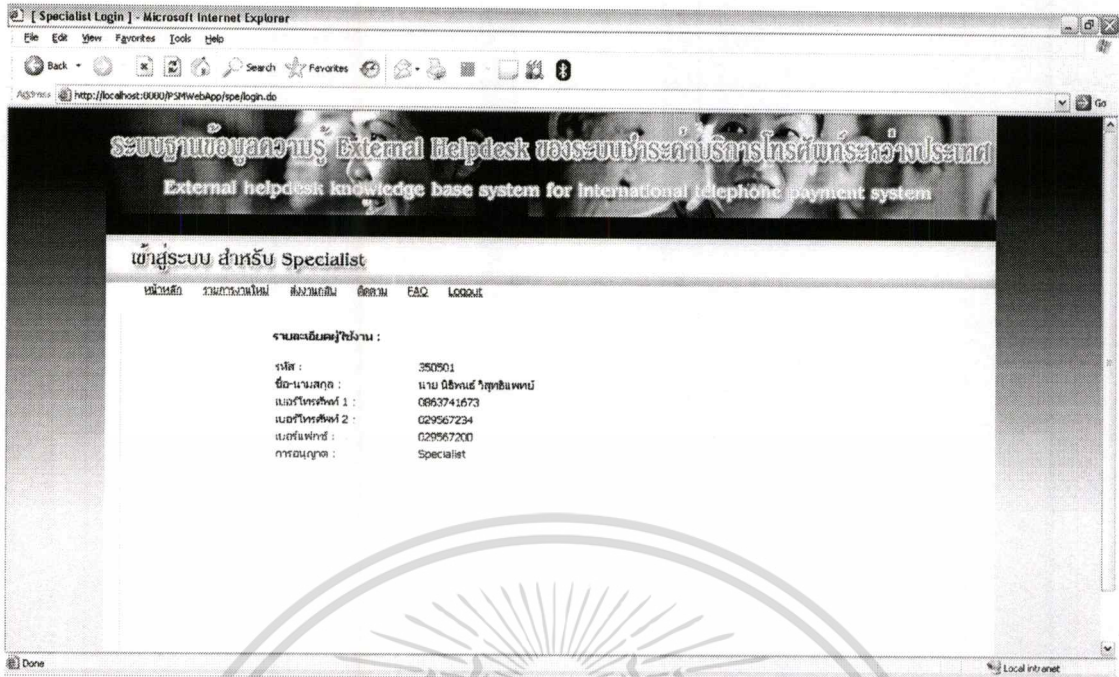 [ Specialist Login ] - Microsoft Internet Explorer
File Edit View Favorites Tools Help
Back Search Favorites
Address http://localhost:8080/PSMWebApp/spe/login.do Go
ระบบฐานข้อมูลความรู้ External Helpdesk ของระบบชำระค่าบริการโทรศัพท์ระหว่างประเทศ
External helpdesk knowledge base system for international telephone payment system
เข้าสู่ระบบ สำหรับ Specialist
หน้าหลัก รายการงานใหม่ ส่งงานกลับ ติดตาม FAQ Logout
รายละเอียดผู้ใช้งาน :
รหัส : 350501
ชื่อ-นามสกุล : นาย นิธิพนธ์ วิสุทธิแพทย์
เบอร์โทรศัพท์ 1 : 0863741673
เบอร์โทรศัพท์ 2 : 029567234
เบอร์แฟกซ์ : 029567200
การอนุญาต : Specialist
Done Local intranet